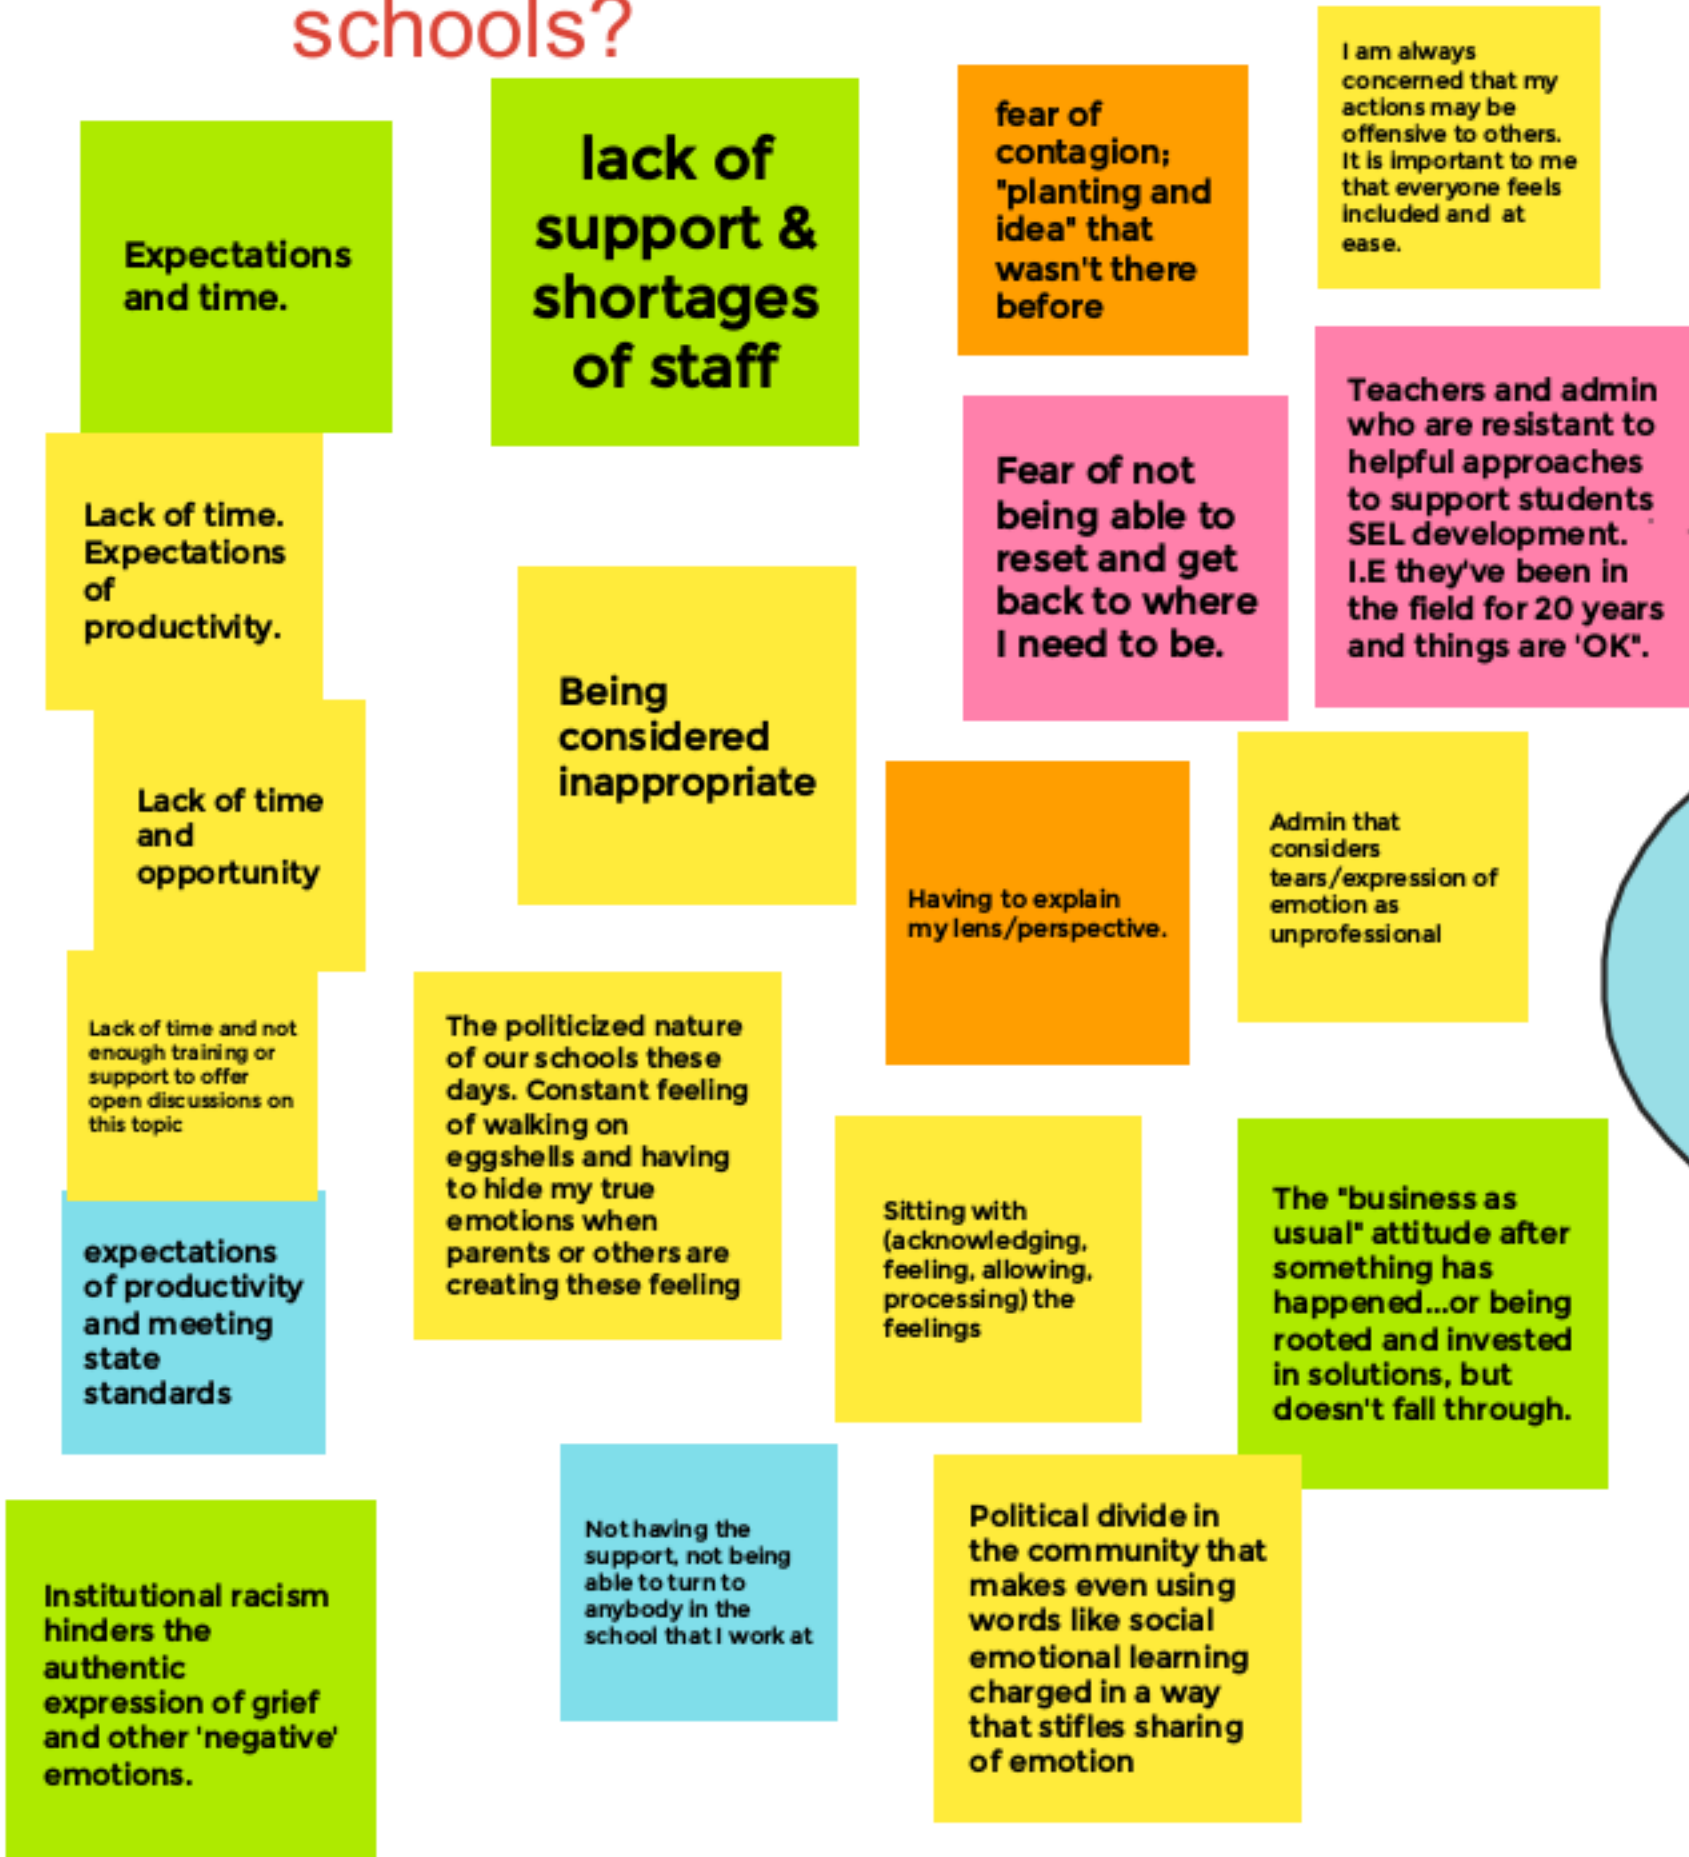 schools?
Expectations
and time.
lack of
support &
shortages
of staff
fear of
contagion;
"planting and
idea" that
wasn't there
before
I am always
concerned that my
actions may be
offensive to others.
It is important to me
that everyone feels
included and at
ease.
Lack of time.
Expectations
of
productivity.
Fear of not
being able to
reset and get
back to where
I need to be.
Teachers and admin
who are resistant to
helpful approaches
to support students
SEL development.
I.E they've been in
the field for 20 years
and things are 'OK".
Being
considered
inappropriate
Lack of time
and
opportunity
Having to explain
my lens/perspective.
Admin that
considers
tears/expression of
emotion as
unprofessional
Lack of time and not
enough training or
support to offer
open discussions on
this topic
The politicized nature
of our schools these
days. Constant feeling
of walking on
eggshells and having
to hide my true
emotions when
parents or others are
creating these feeling
Sitting with
(acknowledging,
feeling, allowing,
processing) the
feelings
The "business as
usual" attitude after
something has
happened...or being
rooted and invested
in solutions, but
doesn't fall through.
expectations
of productivity
and meeting
state
standards
Institutional racism
hinders the
authentic
expression of grief
and other 'negative'
emotions.
Not having the
support, not being
able to turn to
anybody in the
school that I work at
Political divide in
the community that
makes even using
words like social
emotional learning
charged in a way
that stifles sharing
of emotion